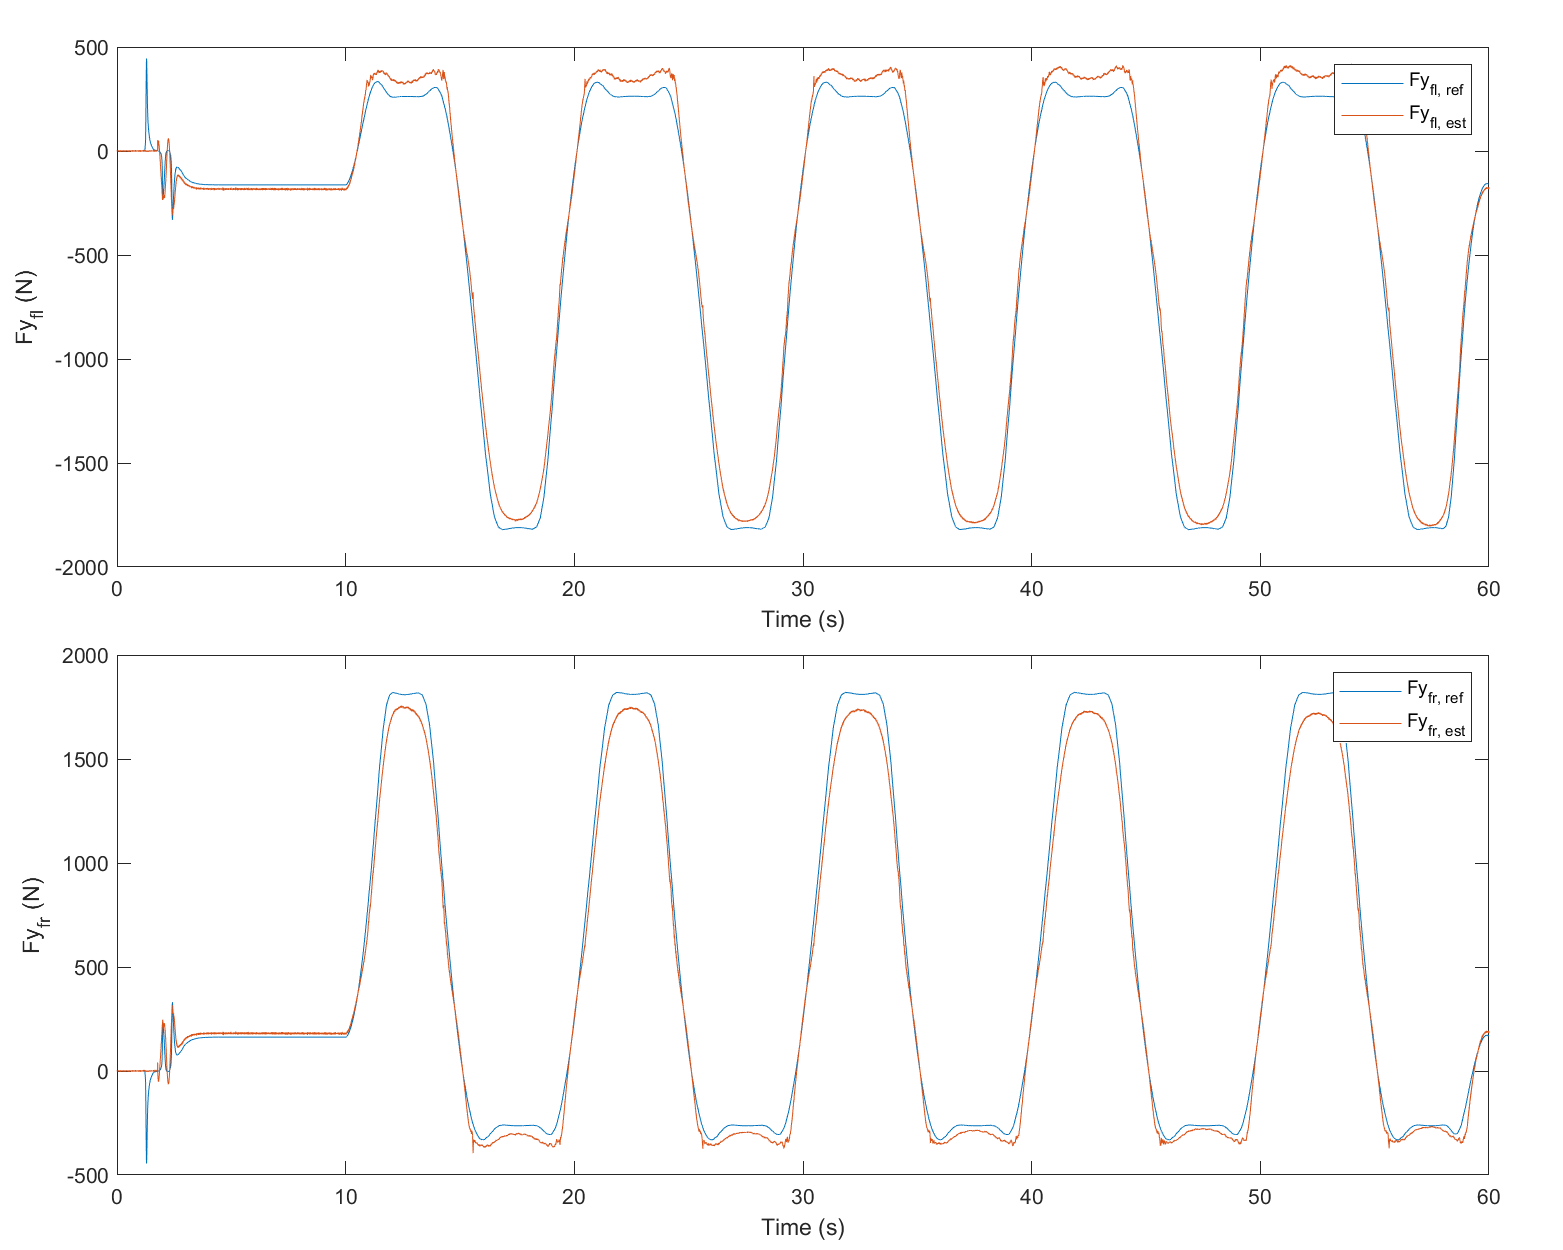 500
0
-500
-1000
-1500
-2000
Fy_fl (N)
Fy_fl, ref
Fy_fl, est
0 10 20 30 40 50 60
Time (s)
2000
1500
1000
500
0
-500
Fy_fr (N)
Fy_fr, ref
Fy_fr, est
0 10 20 30 40 50 60
Time (s)